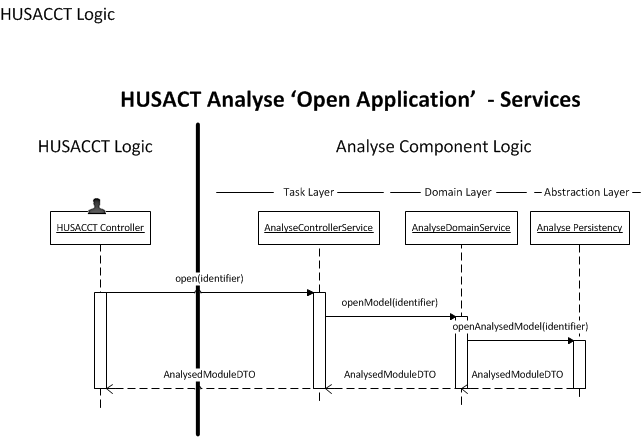 HUSACCT Logic
HUSACT Analyse ‘Open Application’ - Services
HUSACCT Logic
Analyse Component Logic
Task Layer
Domain Layer
Abstraction Layer
HUSACCT Controller
AnalyseControllerService
AnalyseDomainService
Analyse Persistency
open(identifier)
openModel(identifier)
openAnalysedModel(identifier)
AnalysedModuleDTO
AnalysedModuleDTO
AnalysedModuleDTO